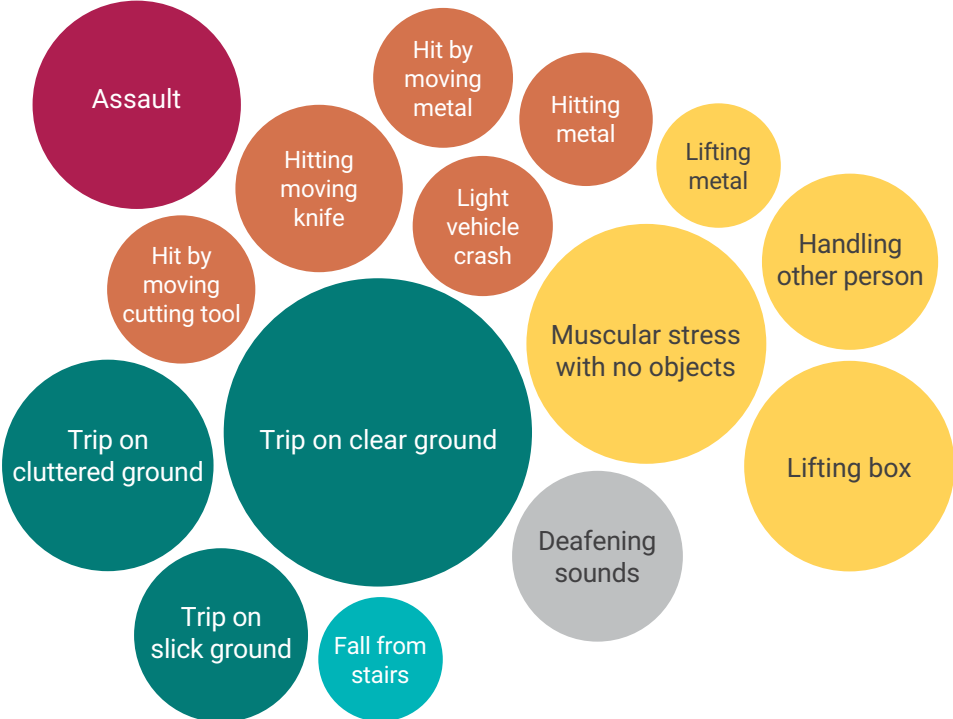 Assault
Hit by
moving
metal
Hitting
metal
Hitting
moving
knife
Light
vehicle
crash
Lifting
metal
Hit by
moving
cutting tool
Handling
other person
Muscular stress
with no objects
Trip on
cluttered ground
Trip on clear ground
Lifting box
Deafening
sounds
Trip on
slick ground
Fall from
stairs